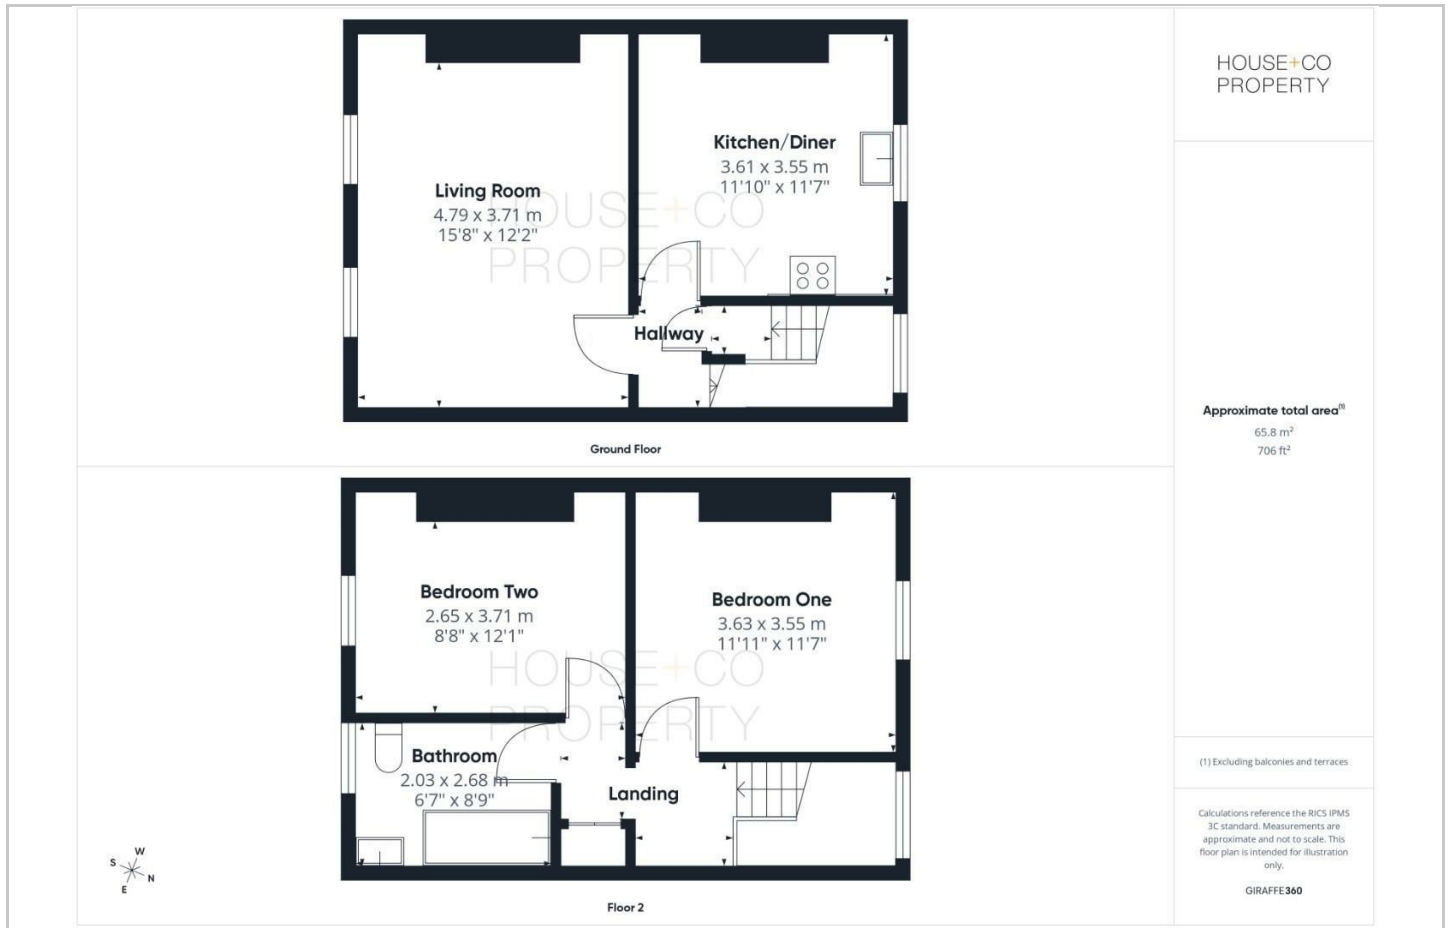 Living Room
4.79 x 3.71 m
15'8" x 12'2"
Kitchen/Diner
3.61 x 3.55 m
11'10" x 11'7"
Hallway
HOUSE+CO
PROPERTY
Ground Floor
Bedroom Two
2.65 x 3.71 m
8'8" x 12'1"
Bedroom One
3.63 x 3.55 m
11'11" x 11'7"
Bathroom
2.03 x 2.68 m
6'7" x 8'9"
Landing
HOUSE+CO
PROPERTY
Floor 2
W
S
N
E
HOUSE+CO
PROPERTY
Approximate total area⁽¹⁾
65.8 m²
706 ft²
(1) Excluding balconies and terraces
Calculations reference the RICS IPMS
3C standard. Measurements are
approximate and not to scale. This
floor plan is intended for illustration
only.
GIRAFFE360